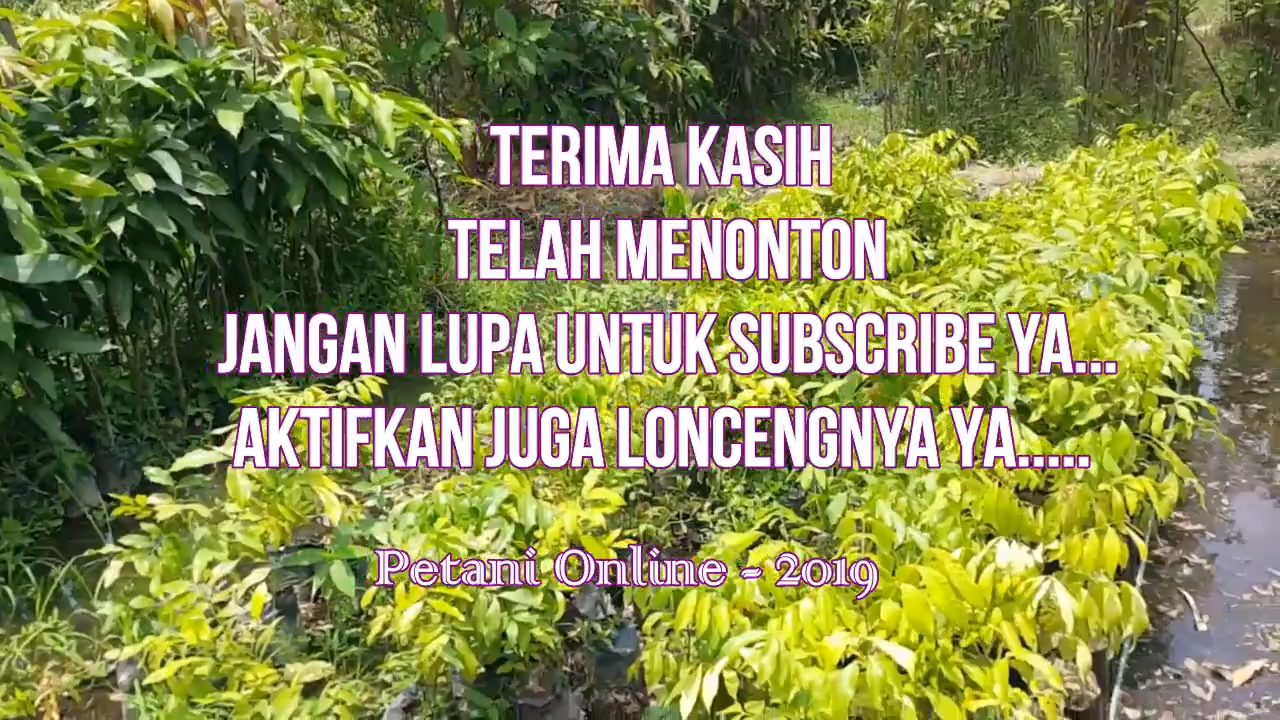 TERIMA KASIH
TELAH MENONTON
JANGAN LUPA UNTUK SUBSCRIBE YA...
AKTIFKAN JUGA LONCENGNYA YA.....
Petani Online - 2019